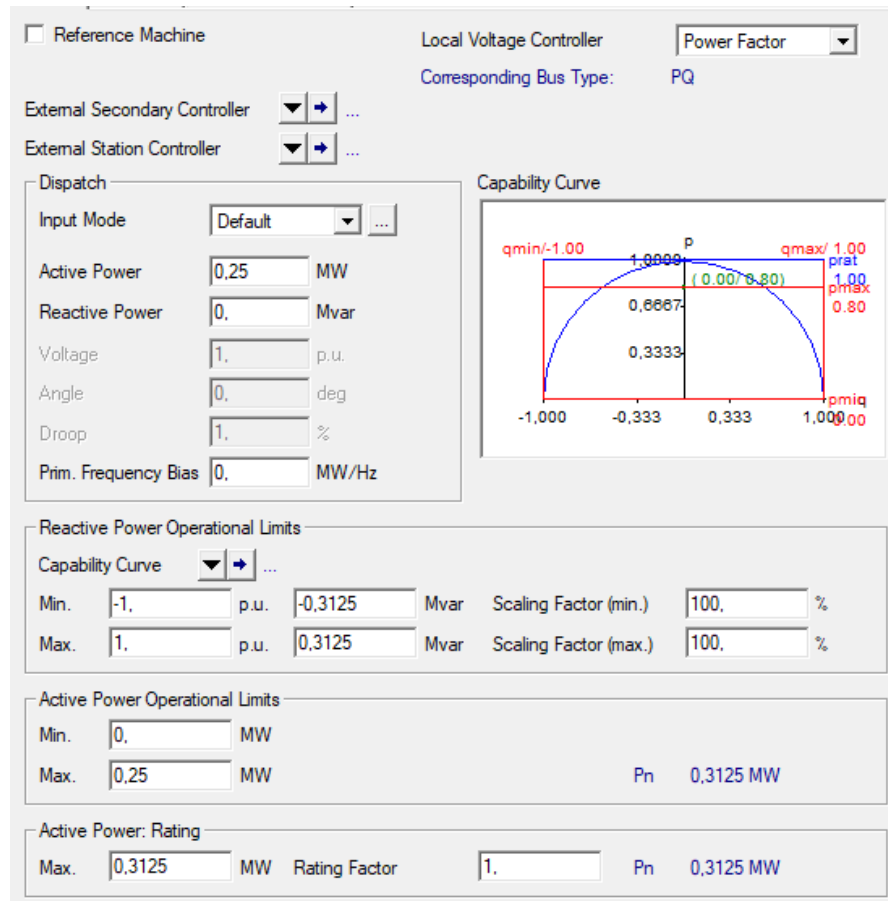 Reference Machine
Local Voltage Controller Power Factor
Corresponding Bus Type: PQ
External Secondary Controller ...
External Station Controller ...
Dispatch
Input Mode Default ...
Active Power 0,25 MW
Reactive Power 0, Mvar
Voltage 1, p.u.
Angle 0, deg
Droop 1, %
Prim. Frequency Bias 0, MW/Hz
Capability Curve
qmin/-1.00 p qmax/ 1.00
1,0000 prat
( 0.00/ 0.80) 1.00
pmax
0,6667 0.80
0,3333
pmin
-1,000 -0,333 0,333 1,000 0.00
Reactive Power Operational Limits
Capability Curve ...
Min. -1, p.u. -0,3125 Mvar Scaling Factor (min.) 100, %
Max. 1, p.u. 0,3125 Mvar Scaling Factor (max.) 100, %
Active Power Operational Limits
Min. 0, MW
Max. 0,25 MW Pn 0,3125 MW
Active Power: Rating
Max. 0,3125 MW Rating Factor 1, Pn 0,3125 MW